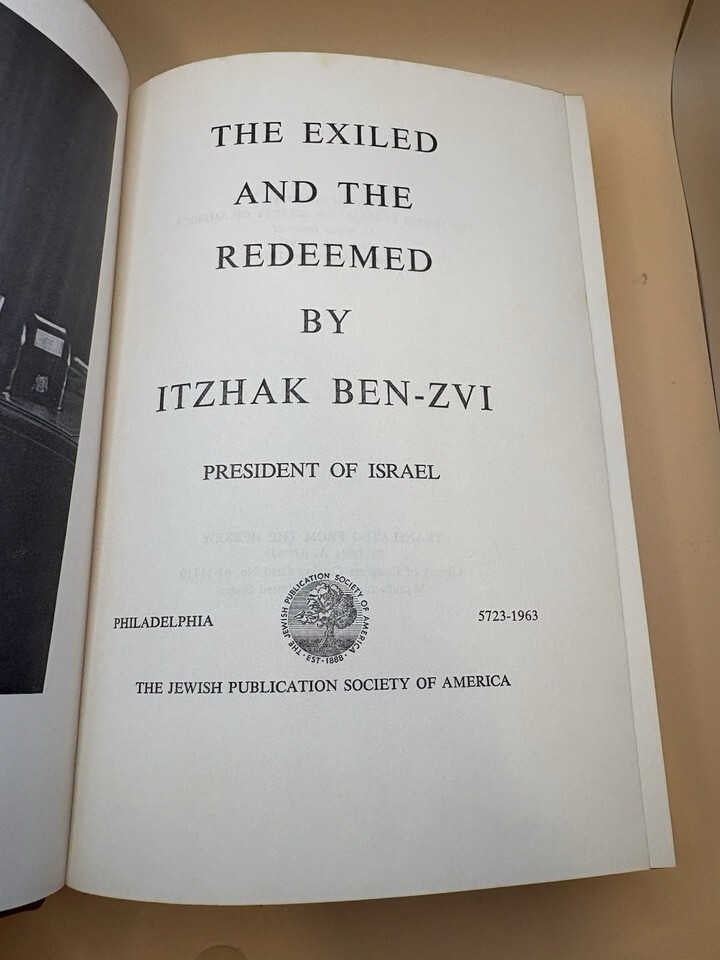 THE EXILED
AND THE
REDEEMED
BY
ITZHAK BEN-ZVI
PRESIDENT OF ISRAEL
THE JEWISH PUBLICATION SOCIETY OF AMERICA
· EST · 1888 ·
PHILADELPHIA
5723-1963
THE JEWISH PUBLICATION SOCIETY OF AMERICA